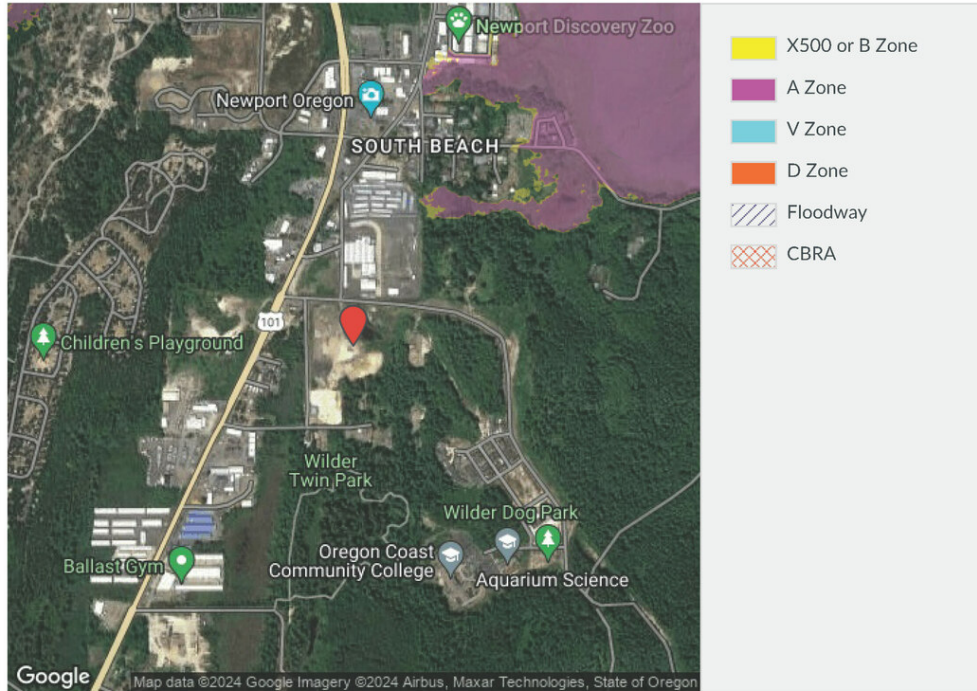 Newport Discovery Zoo
Newport Oregon
SOUTH BEACH
101
Children's Playground
Wilder
Twin Park
Wilder Dog Park
Oregon Coast
Community College
Aquarium Science
Ballast Gym
Google
Map data ©2024 Google Imagery ©2024 Airbus, Maxar Technologies, State of Oregon
X500 or B Zone
A Zone
V Zone
D Zone
Floodway
CBRA